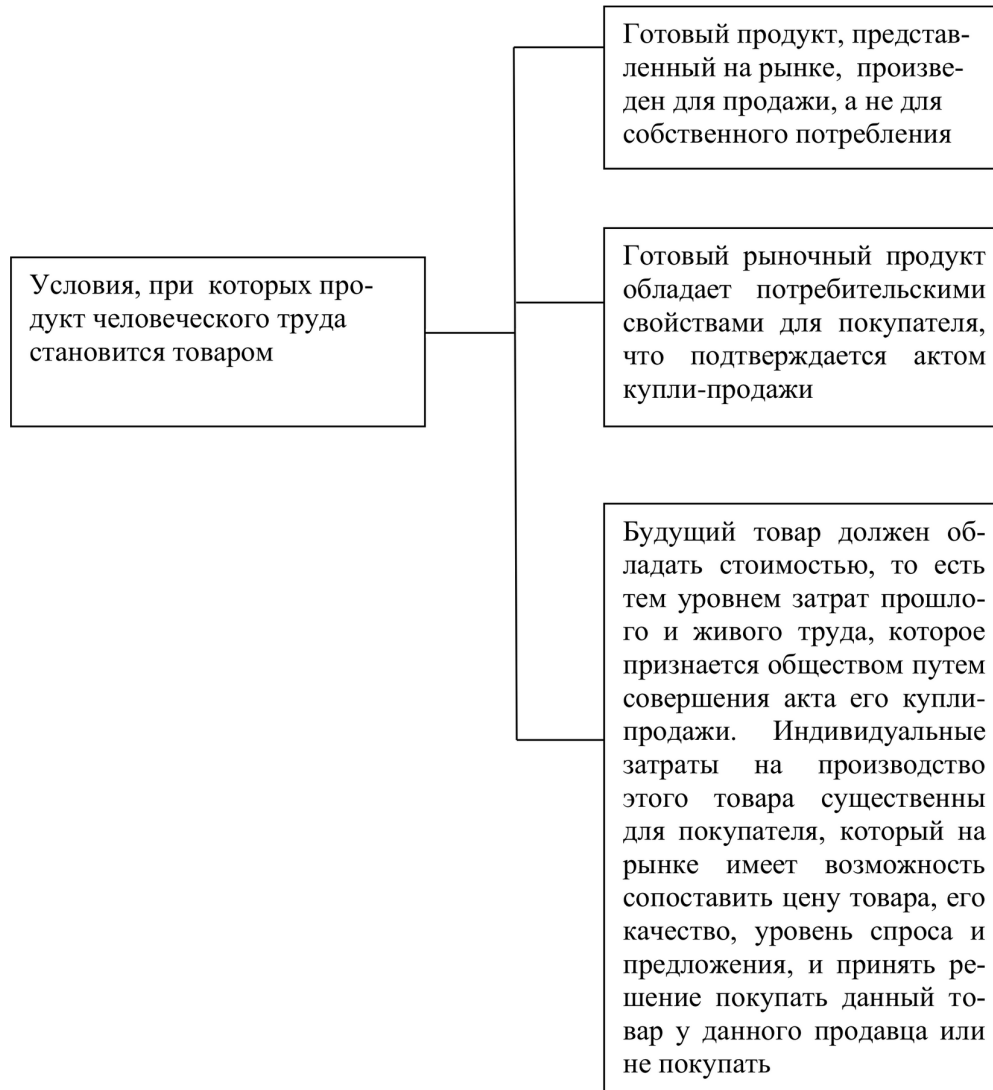 Условия, при которых про-
дукт человеческого труда
становится товаром
Готовый продукт, представ-
ленный на рынке, произве-
ден для продажи, а не для
собственного потребления
Готовый рыночный продукт
обладает потребительскими
свойствами для покупателя,
что подтверждается актом
купли-продажи
Будущий товар должен об-
ладать стоимостью, то есть
тем уровнем затрат прошло-
го и живого труда, которое
признается обществом путем
совершения акта его купли-
продажи. Индивидуальные
затраты на производство
этого товара существенны
для покупателя, который на
рынке имеет возможность
сопоставить цену товара, его
качество, уровень спроса и
предложения, и принять ре-
шение покупать данный то-
вар у данного продавца или
не покупать